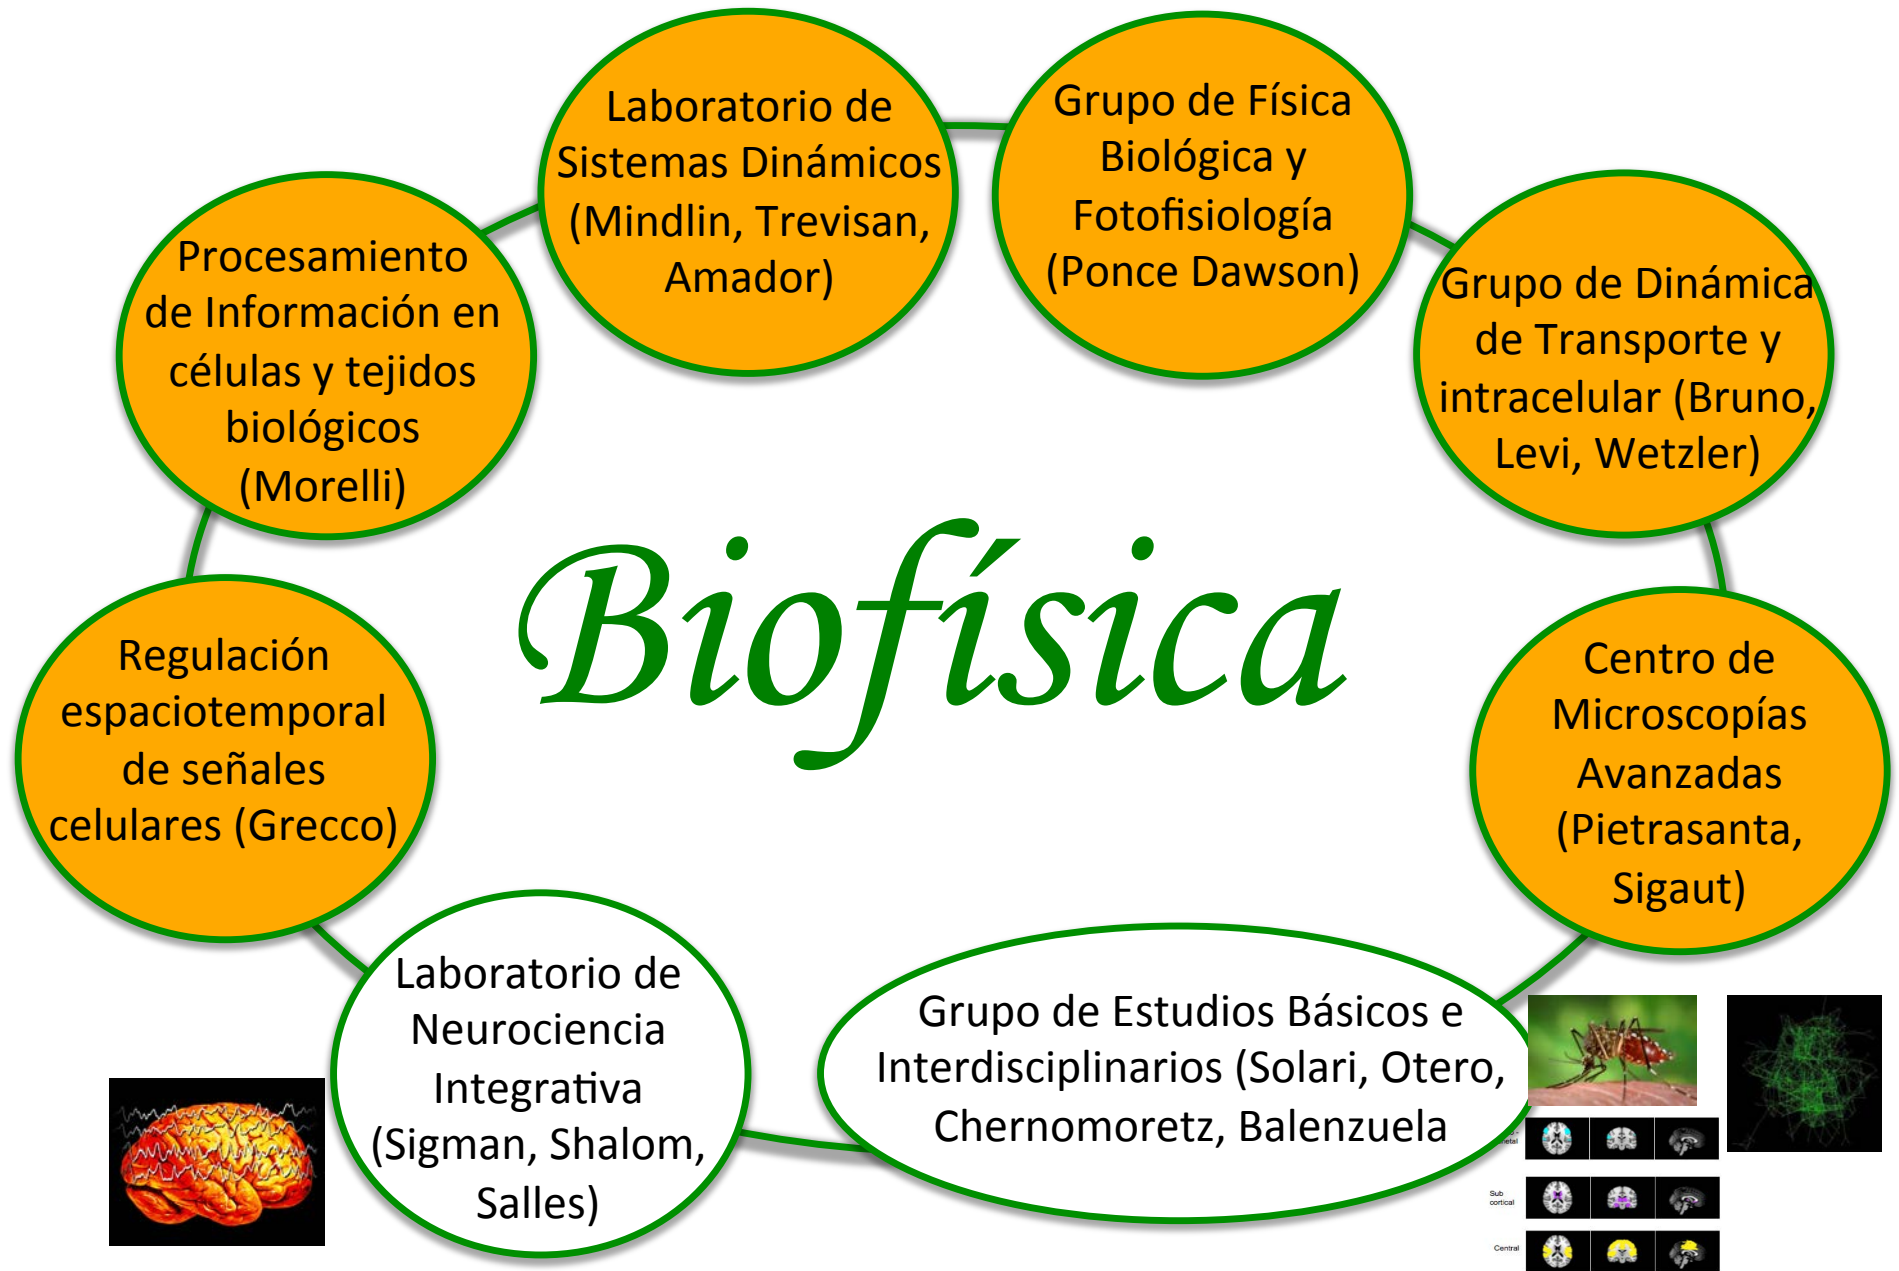 Laboratorio de
Sistemas Dinámicos
(Mindlin, Trevisan,
Amador)
Grupo de Física
Biológica y
Fotofisiología
(Ponce Dawson)
Procesamiento
de Información en
células y tejidos
biológicos
(Morelli)
Grupo de Dinámica
de Transporte y
intracelular (Bruno,
Levi, Wetzler)
Biofísica
Regulación
espaciotemporal
de señales
celulares (Grecco)
Centro de
Microscopías
Avanzadas
(Pietrasanta,
Sigaut)
Laboratorio de
Neurociencia
Integrativa
(Sigman, Shalom,
Salles)
Grupo de Estudios Básicos e
Interdisciplinarios (Solari, Otero,
Chernomoretz, Balenzuela
Sub
cortical
Central